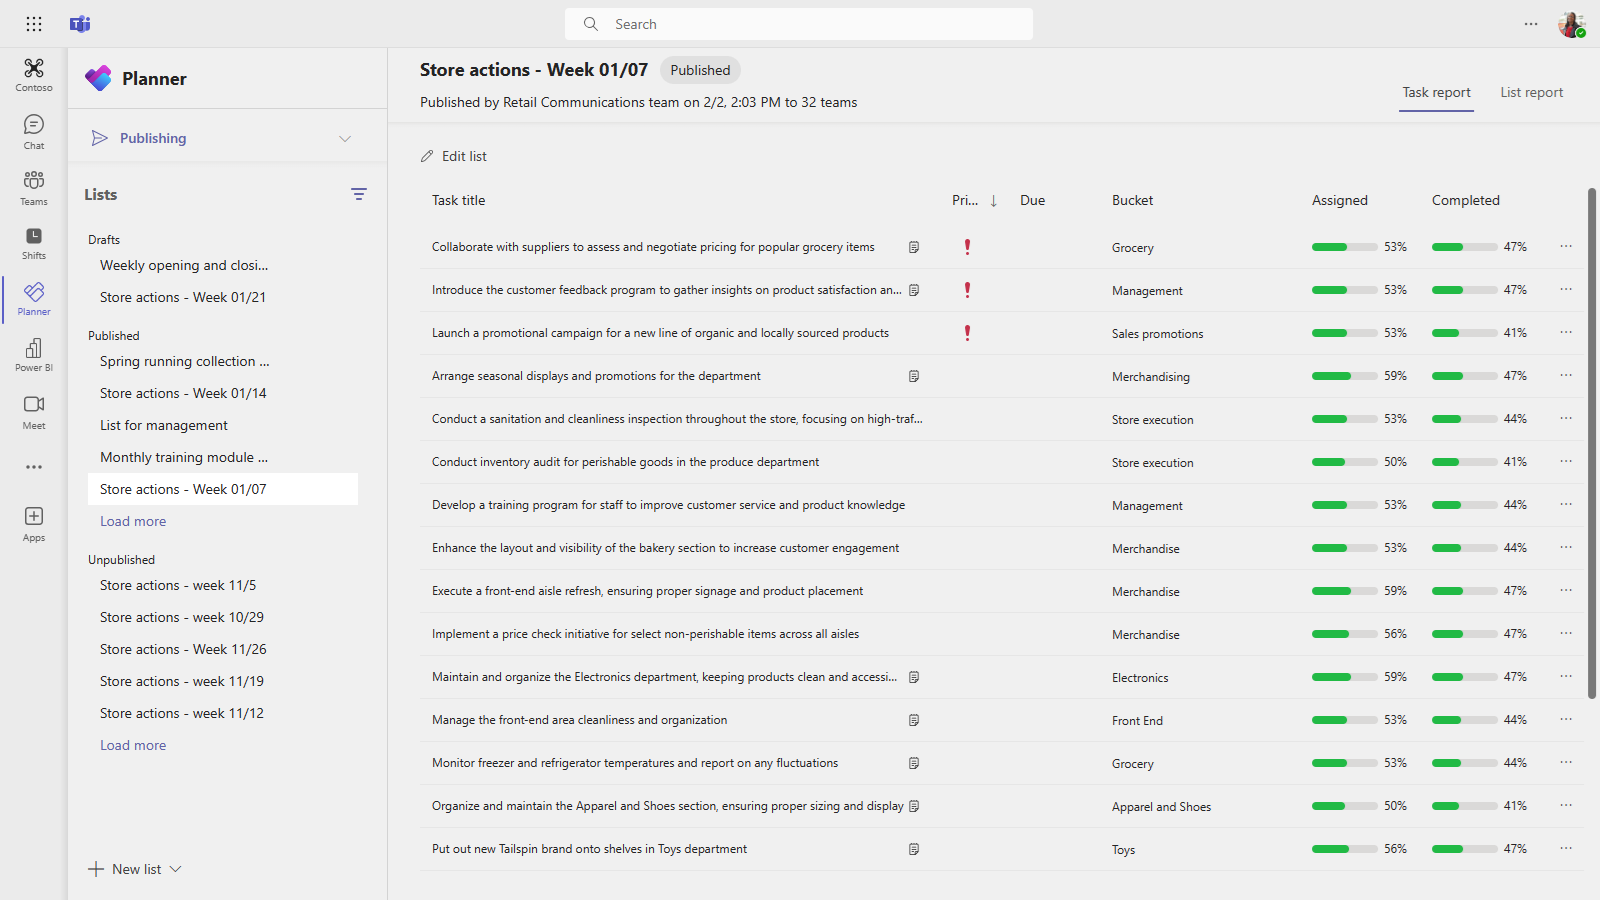 Search
Contoso
Chat
Teams
Shifts
Planner
Power BI
Meet
Apps
Planner
Publishing
Lists
Drafts
Weekly opening and closi...
Store actions - Week 01/21
Published
Spring running collection ...
Store actions - Week 01/14
List for management
Monthly training module ...
Store actions - Week 01/07
Load more
Unpublished
Store actions - week 11/5
Store actions - week 10/29
Store actions - Week 11/26
Store actions - week 11/19
Store actions - week 11/12
Load more
New list
Store actions - Week 01/07 Published
Published by Retail Communications team on 2/2, 2:03 PM to 32 teams
Task report List report
Edit list
Task title Pri... ↓ Due Bucket Assigned Completed
Collaborate with suppliers to assess and negotiate pricing for popular grocery items Grocery 53% 47%
Introduce the customer feedback program to gather insights on product satisfaction an... Management 53% 47%
Launch a promotional campaign for a new line of organic and locally sourced products Sales promotions 53% 41%
Arrange seasonal displays and promotions for the department Merchandising 59% 47%
Conduct a sanitation and cleanliness inspection throughout the store, focusing on high-traf... Store execution 53% 44%
Conduct inventory audit for perishable goods in the produce department Store execution 50% 41%
Develop a training program for staff to improve customer service and product knowledge Management 53% 44%
Enhance the layout and visibility of the bakery section to increase customer engagement Merchandise 53% 44%
Execute a front-end aisle refresh, ensuring proper signage and product placement Merchandise 59% 47%
Implement a price check initiative for select non-perishable items across all aisles Merchandise 56% 47%
Maintain and organize the Electronics department, keeping products clean and accessi... Electronics 59% 47%
Manage the front-end area cleanliness and organization Front End 53% 44%
Monitor freezer and refrigerator temperatures and report on any fluctuations Grocery 53% 44%
Organize and maintain the Apparel and Shoes section, ensuring proper sizing and display Apparel and Shoes 50% 41%
Put out new Tailspin brand onto shelves in Toys department Toys 56% 47%